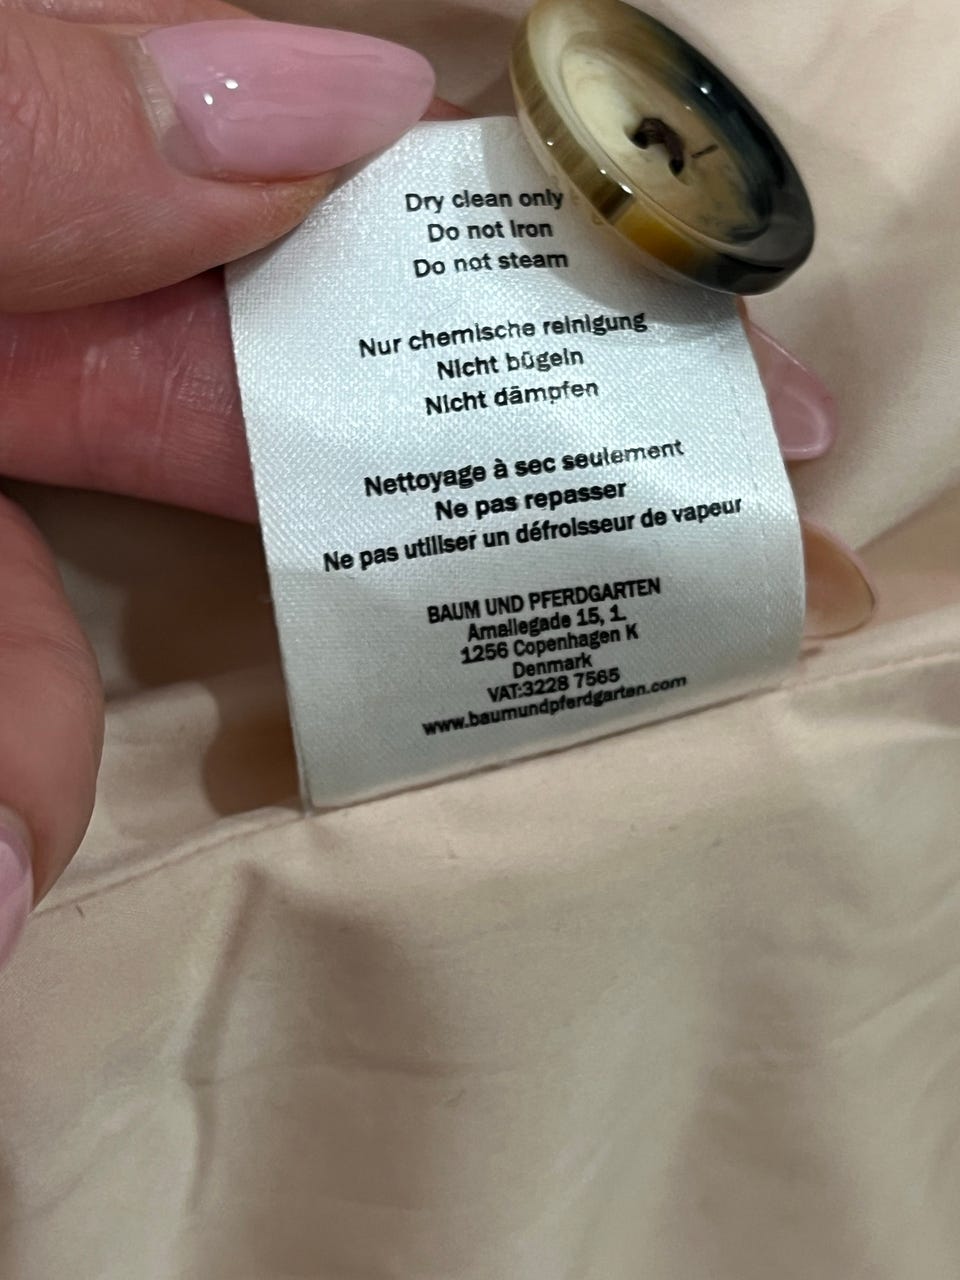 Dry clean only
Do not Iron
Do not steam
Nur chemische reinigung
Nicht bügeln
Nicht dämpfen
Nettoyage à sec seulement
Ne pas repasser
Ne pas utiliser un défroisseur de vapeur
BAUM UND PFERDGARTEN
Amaliegade 15, 1.
1256 Copenhagen K
Denmark
VAT:3228 7565
www.baumundpferdgarten.com